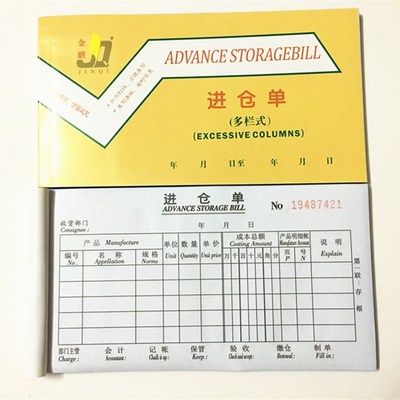 金麒
JINQI
ADVANCE STORAGEBILL
进仓单
(多栏式)
(EXCESSIVE COLUMNS)
年 月 日至 年 月 日
进 仓 单
ADVANCE STORAGE BILL
No 19487421
收货部门
Consignee :
年 月 日
产品 Manufacture 单位 数量 单价 成本总额 产品明细帐 说明
Unit Quantity Unit price Costing Amount Explain
编号 名称 规格 万 千 百 十 元 角 分 页 号
No . Appellation Norms P N
第一联:存根
部门主管 会计 记帐 保管 验收 缴仓 制单
Charge : Accountant : Chalk it up : Keep : Check and accept : Restored : Fill in :